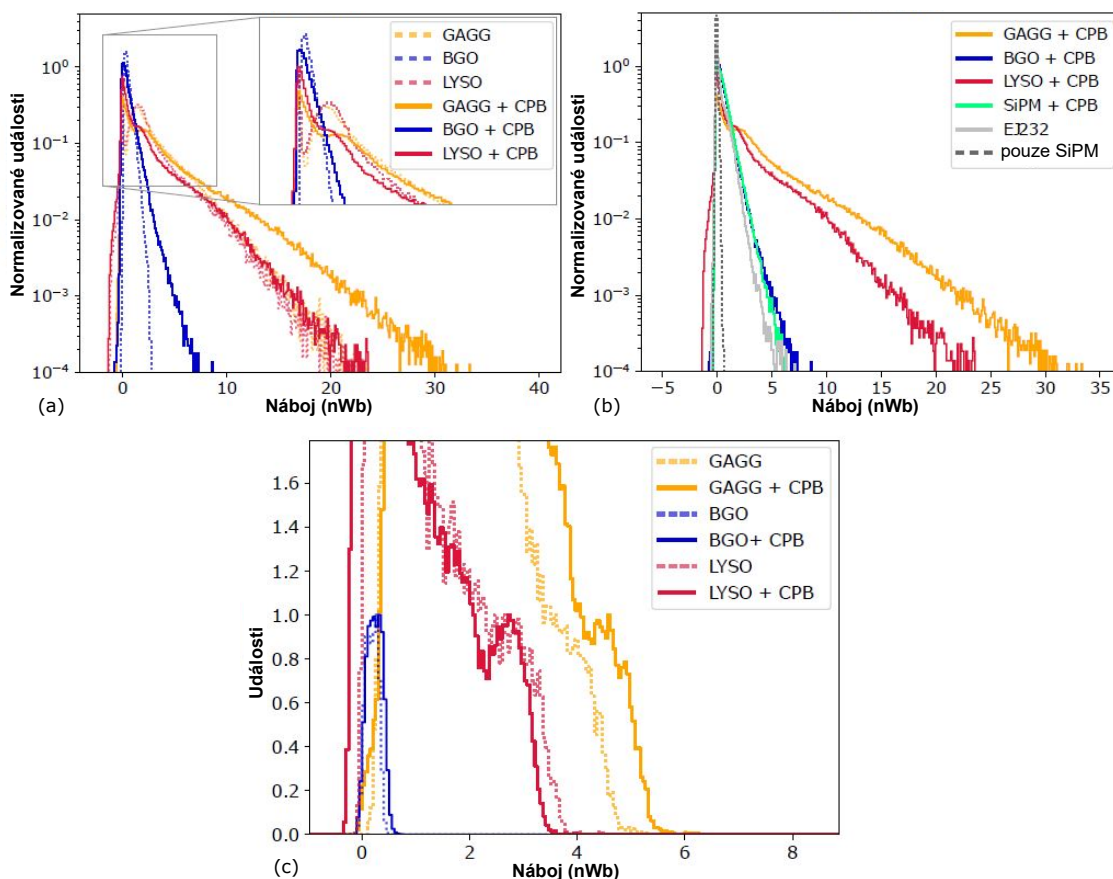 GAGG
BGO
LYSO
GAGG + CPB
BGO + CPB
LYSO + CPB
10⁰
10⁻¹
10⁻²
10⁻³
10⁻⁴
Normalizované události
0
10
20
30
40
(a)
Náboj (nWb)
GAGG + CPB
BGO + CPB
LYSO + CPB
SiPM + CPB
EJ232
pouze SiPM
10⁰
10⁻¹
10⁻²
10⁻³
10⁻⁴
Normalizované události
−5
0
5
10
15
20
25
30
35
(b)
Náboj (nWb)
GAGG
GAGG + CPB
BGO
BGO+ CPB
LYSO
LYSO + CPB
1.6
1.4
1.2
1.0
0.8
0.6
0.4
0.2
0.0
Události
0
2
4
6
8
(c)
Náboj (nWb)